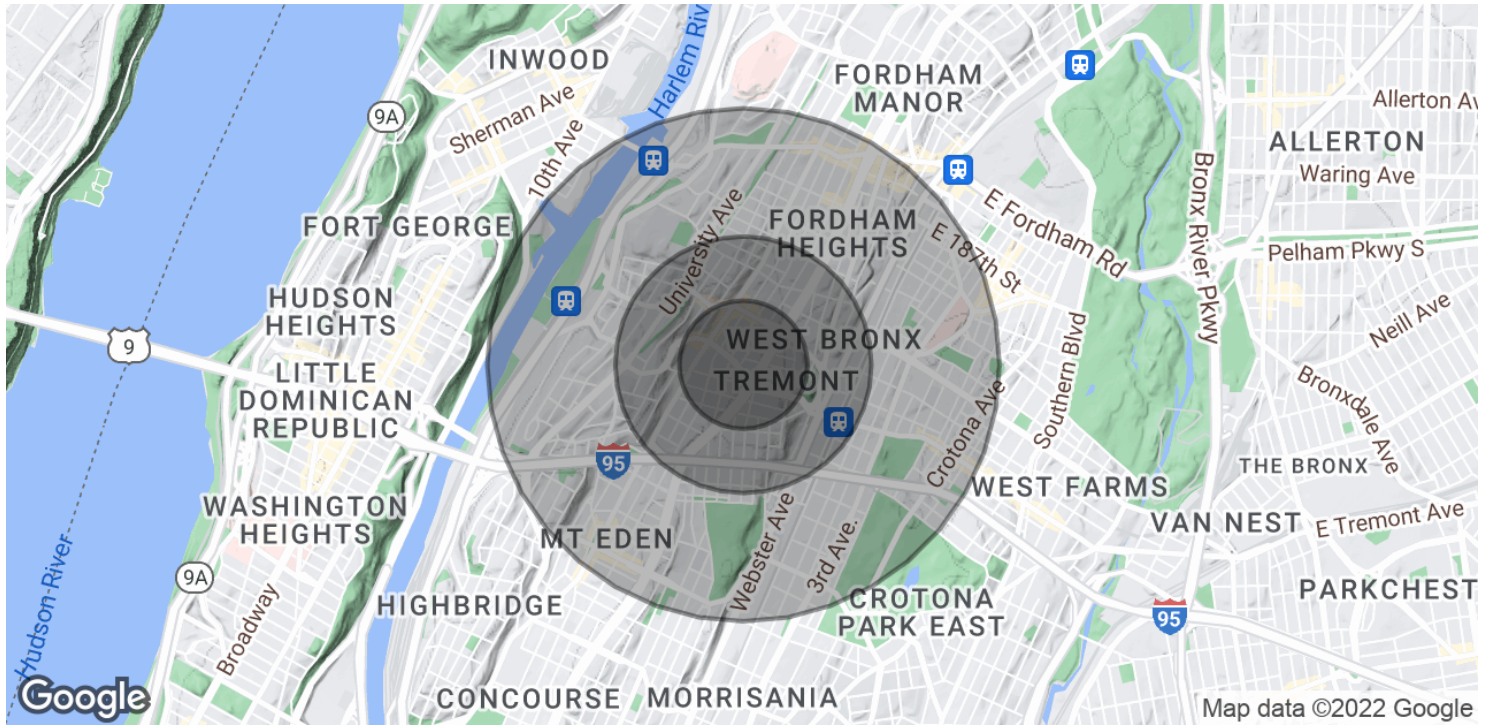 INWOOD
Harlem Riv
FORDHAM
MANOR
9A
Sherman Ave
10th Ave
Allerton Av
ALLERTON
Waring Ave
Bronx River Pkwy
FORT GEORGE
University Ave
FORDHAM
HEIGHTS
E 187th St
E Fordham Rd
Pelham Pkwy S
HUDSON
HEIGHTS
9
WEST BRONX
TREMONT
Neill Ave
LITTLE
DOMINICAN
REPUBLIC
Southern Blvd
Crotona Ave
Bronxdale Ave
95
THE BRONX
WEST FARMS
WASHINGTON
HEIGHTS
MT EDEN
Webster Ave
3rd Ave.
VAN NEST
E Tremont Ave
Hudson River
9A
HIGHBRIDGE
CROTONA
PARK EAST
95
PARKCHEST
Broadway
CONCOURSE
MORRISANIA
Google
Map data ©2022 Google